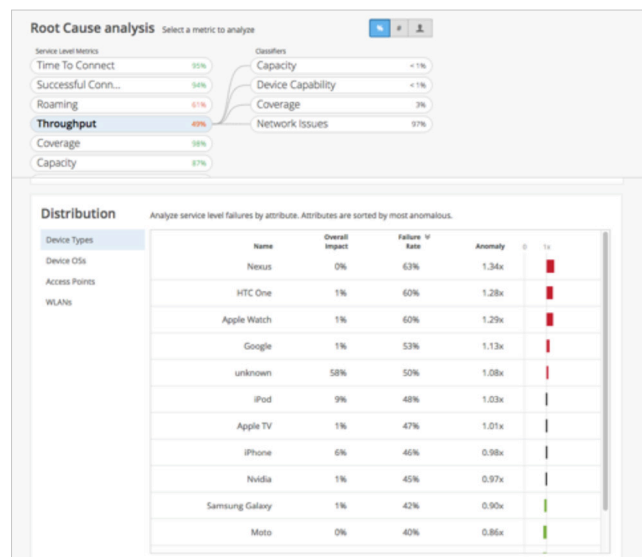 Root Cause analysis Select a metric to analyze
% #
Service Level Metrics Classifiers
Time To Connect 95% Capacity <1%
Successful Conn... 94% Device Capability <1%
Roaming 61% Coverage 3%
Throughput 49% Network Issues 97%
Coverage 98%
Capacity 87%
Distribution Analyze service level failures by attribute. Attributes are sorted by most anomalous.
Device Types
Device OSs
Access Points
WLANs
Name Overall Impact Failure Rate Anomaly 0 1x
Nexus 0% 63% 1.34x
HTC One 1% 60% 1.28x
Apple Watch 1% 60% 1.29x
Google 1% 53% 1.13x
unknown 58% 50% 1.08x
iPod 9% 48% 1.03x
Apple TV 1% 47% 1.01x
iPhone 6% 46% 0.98x
Nvidia 1% 45% 0.97x
Samsung Galaxy 1% 42% 0.90x
Moto 0% 40% 0.86x